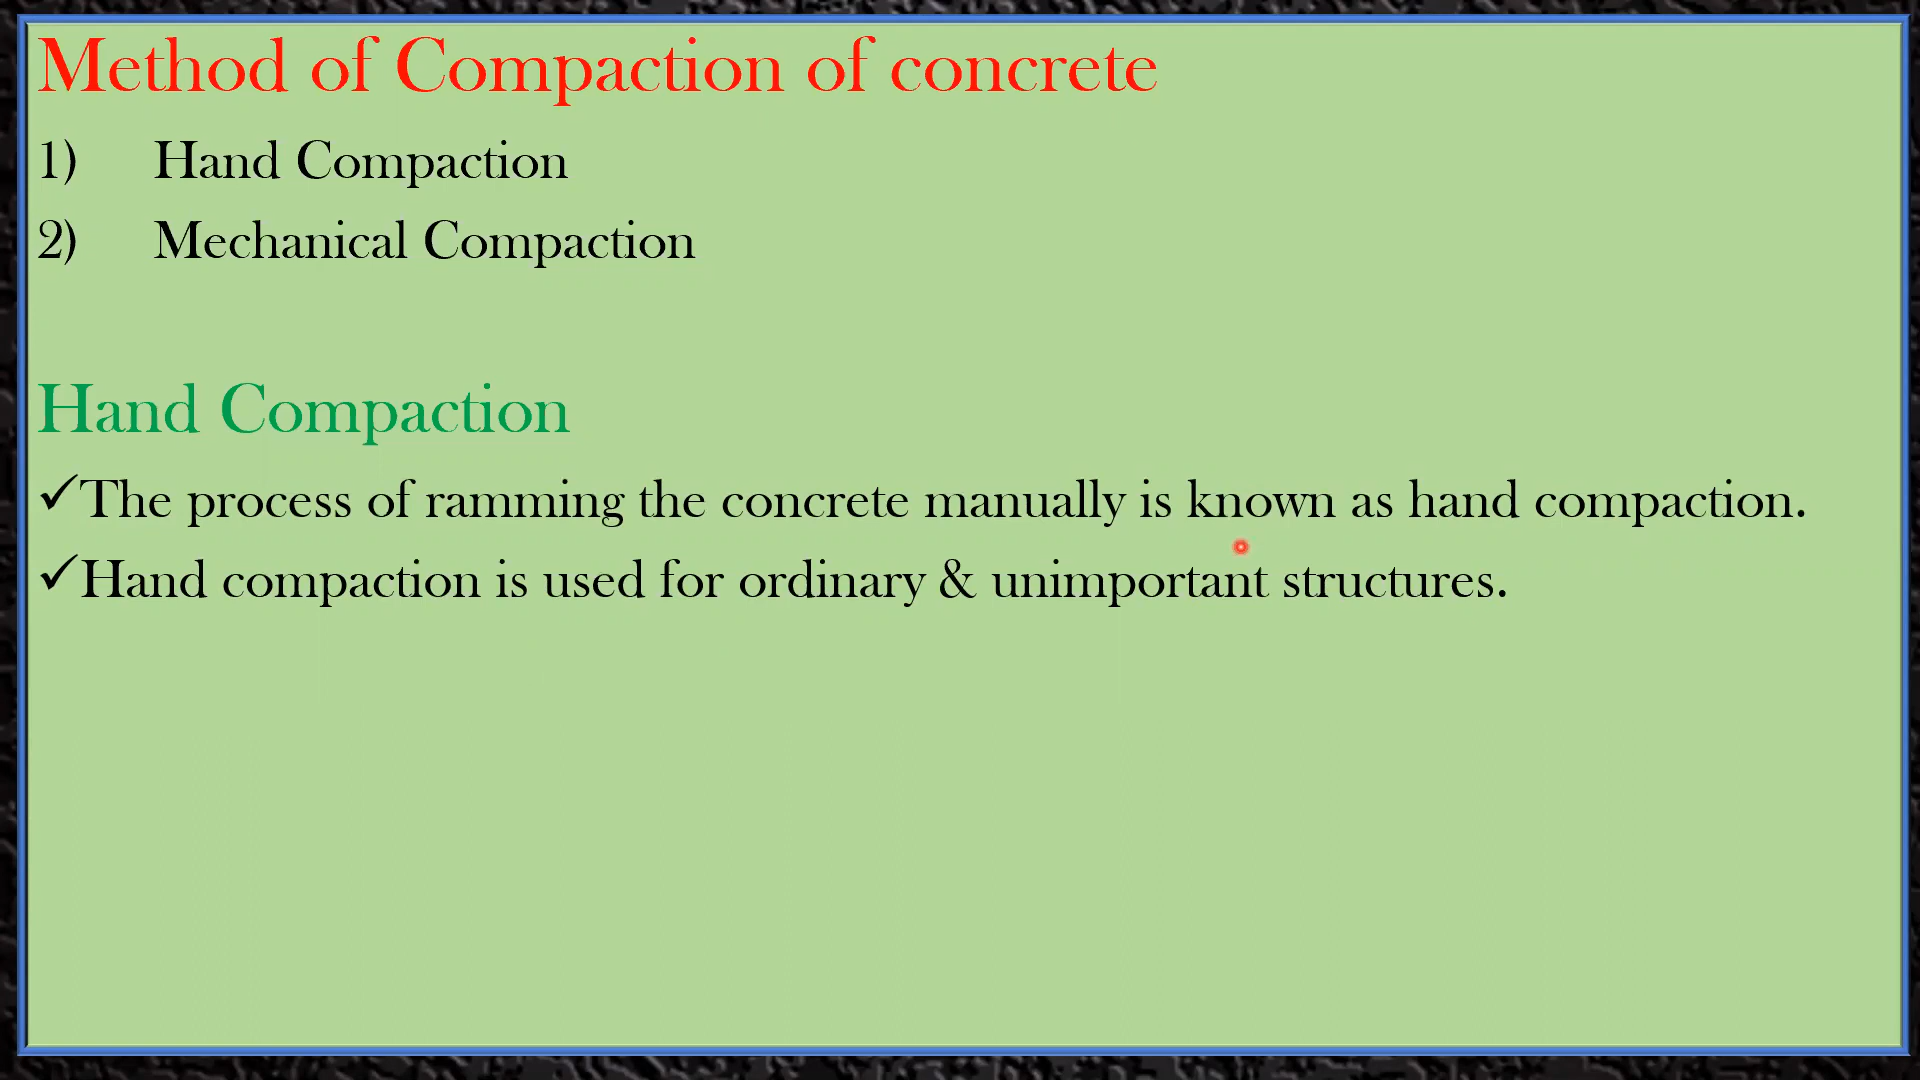 Method of Compaction of concrete
1) Hand Compaction
2) Mechanical Compaction
Hand Compaction
✓The process of ramming the concrete manually is known as hand compaction.
✓Hand compaction is used for ordinary & unimportant structures.